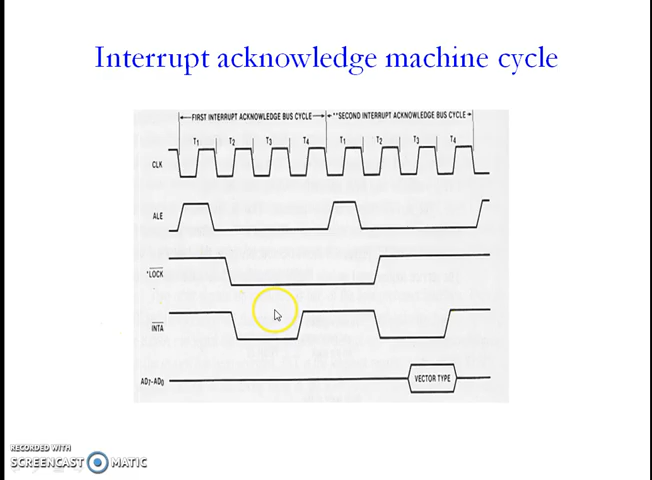 Interrupt acknowledge machine cycle
FIRST INTERRUPT ACKNOWLEDGE BUS CYCLE
**SECOND INTERRUPT ACKNOWLEDGE BUS CYCLE
T1 T2 T3 T4 T1 T2 T3 T4
CLK
ALE
*LOCK
INTA
AD7-AD0 VECTOR TYPE
RECORDED WITH
SCREENCAST MATIC